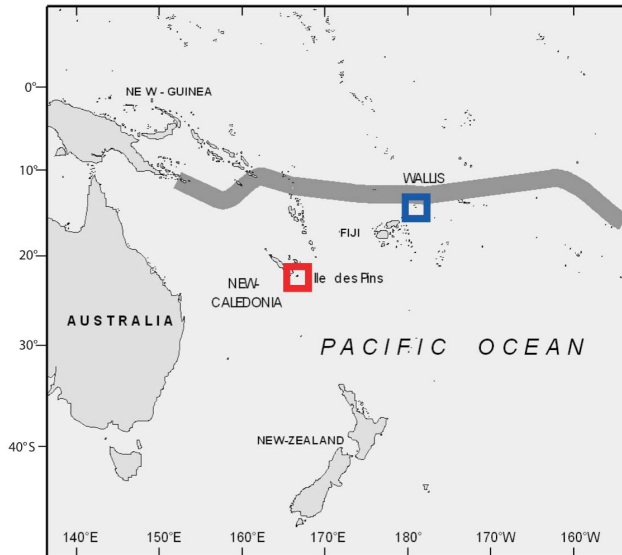 0°
NEW-GUINEA
10°
WALLIS
FIJI
20°
Ile des Pins
NEW-
CALEDONIA
AUSTRALIA
30°
PACIFIC OCEAN
40°S
NEW-ZEALAND
140°E
150°E
160°E
170°E
180°
170°W
160°W